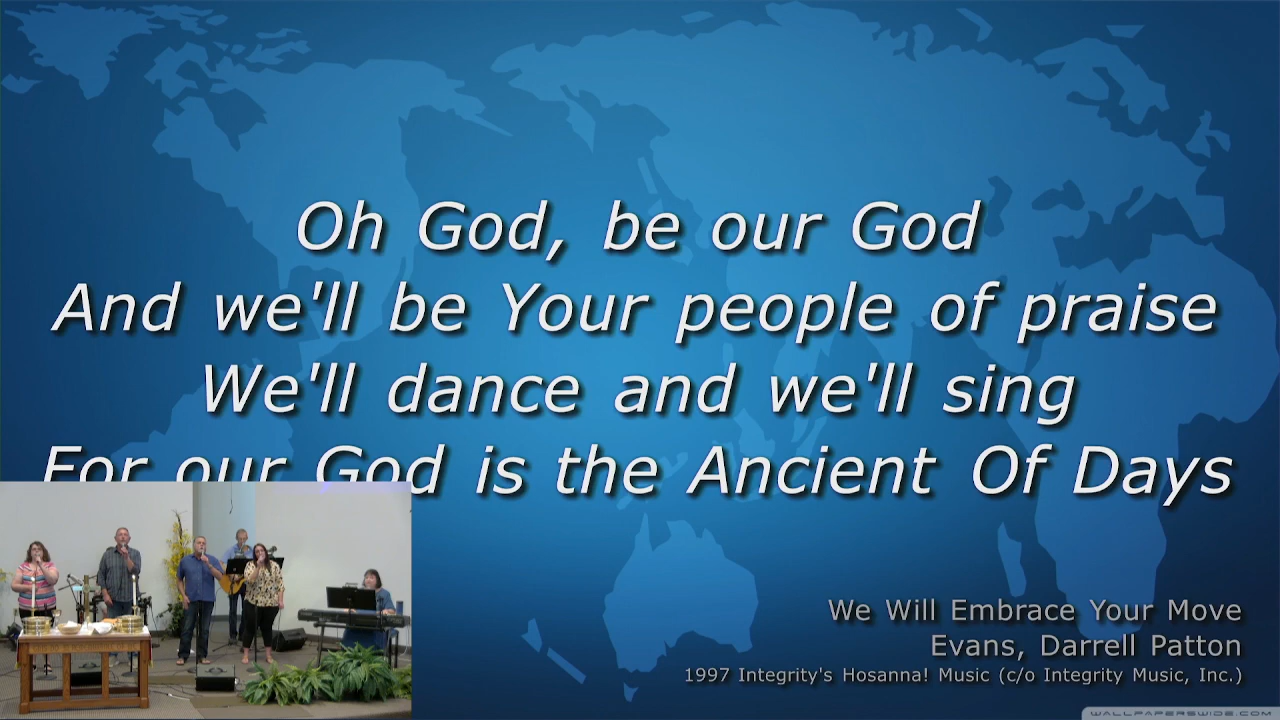 Oh God, be our God
And we'll be Your people of praise
We'll dance and we'll sing
For our God is the Ancient Of Days
We Will Embrace Your Move
Evans, Darrell Patton
1997 Integrity's Hosanna! Music (c/o Integrity Music, Inc.)
WALLPAPERSWIDE.COM